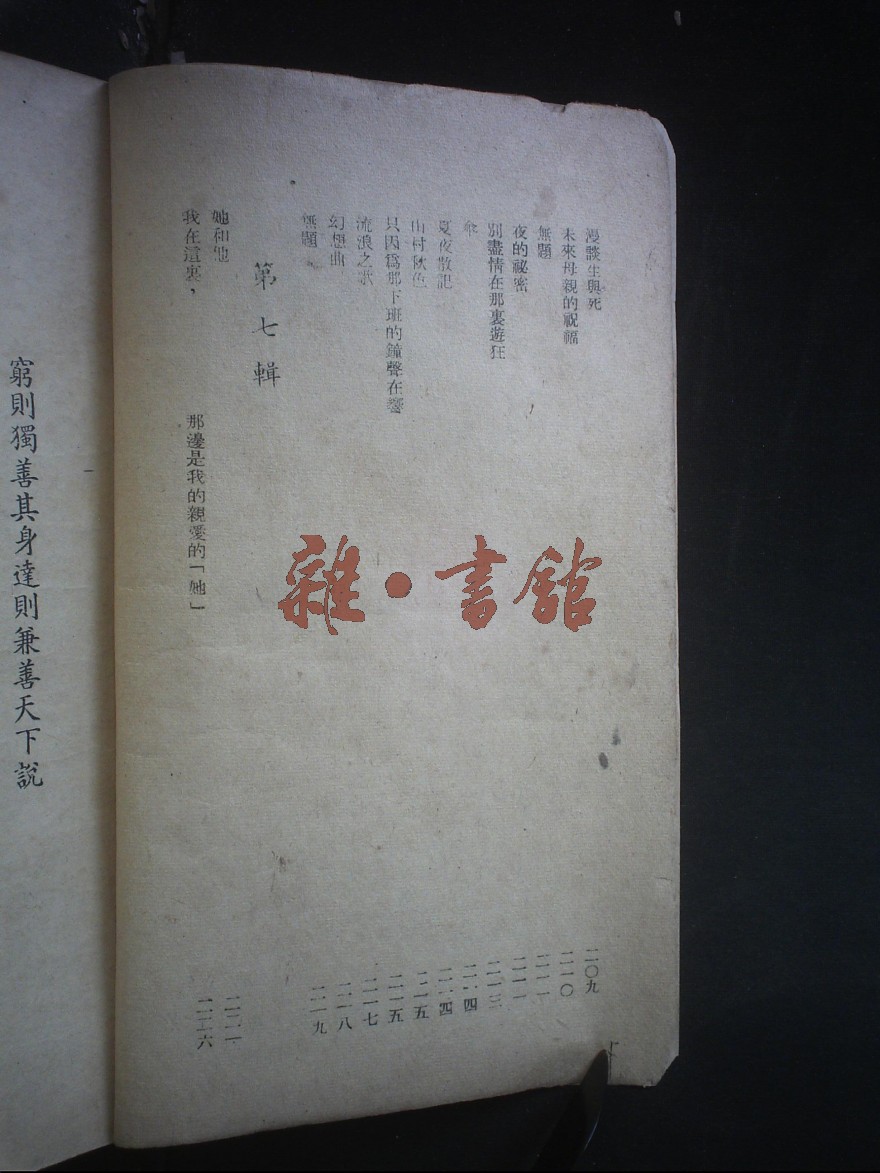 漫談生與死 二〇九
未來母親的祝福 二一〇
無題 二一一
夜的祕密 二一一
別盡情在那裏遊狂 二一三
二一四
夏夜散記 二一四
山村秋色 二一五
只因爲那下班的鐘聲在響 二一五
流浪之歌 二一七
幻想曲 二一八
無題 二一九
第七輯
她和他 二二一
我在這裏， 那邊是我的親愛的「她」 二二六
窮則獨善其身達則兼善天下說
雜·書館